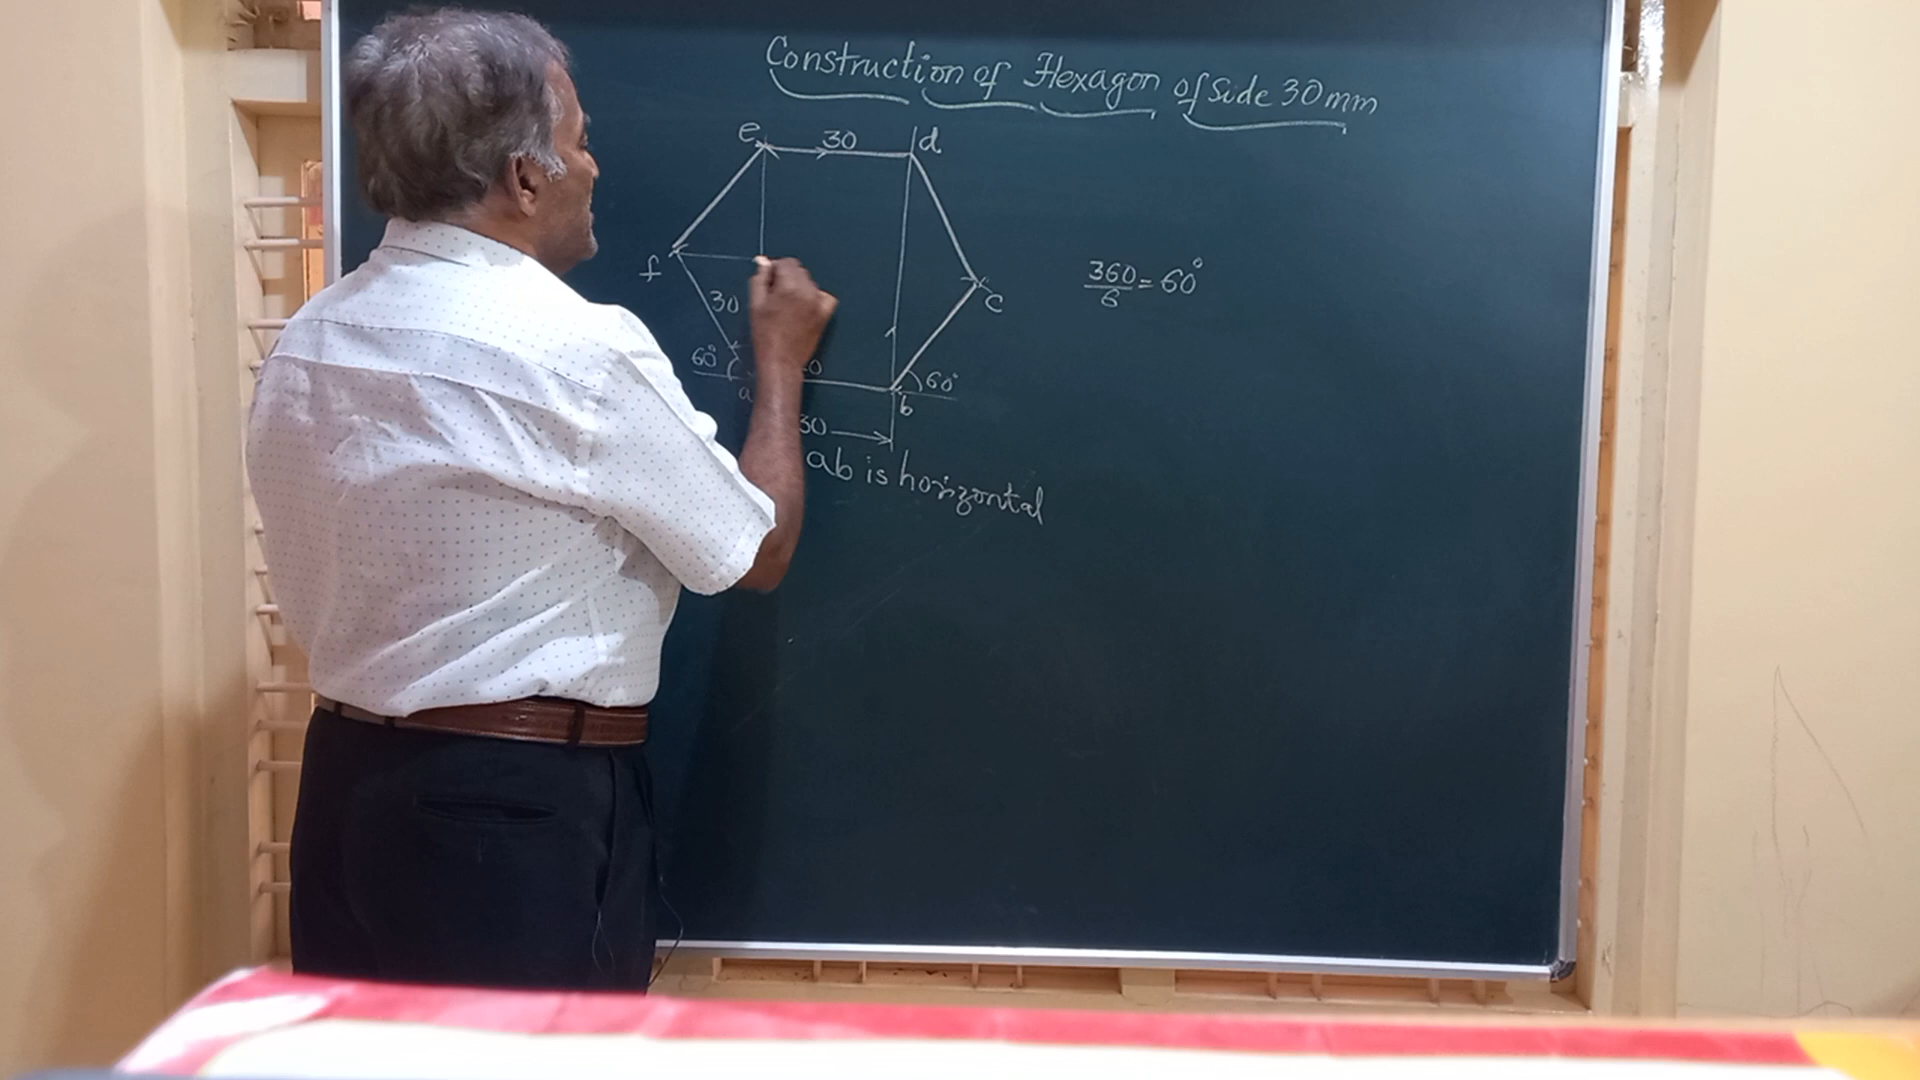 Construction of Hexagon of Side 30mm
e 30 d
f
30
c
360/6 = 60°
60°
60°
a
b
30
ab is horizontal